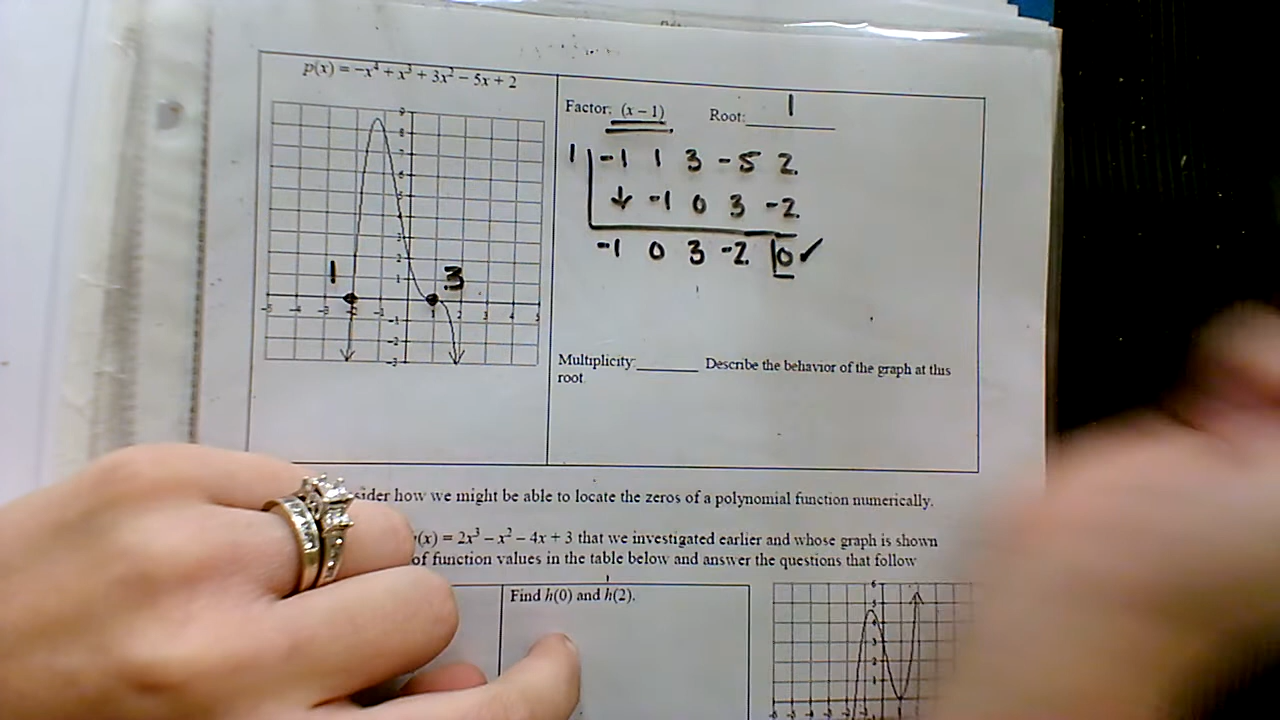 p(x) = −x⁴ + x³ + 3x² − 5x + 2
Factor: (x − 1) Root: 1
1 -1 1 3 -5 2
↓ -1 0 3 -2
-1 0 3 -2 0 ✓
1 3
Multiplicity: Describe the behavior of the graph at this
root.
sider how we might be able to locate the zeros of a polynomial function numerically.
(x) = 2x³ − x² − 4x + 3 that we investigated earlier and whose graph is shown
of function values in the table below and answer the questions that follow
Find h(0) and h(2).